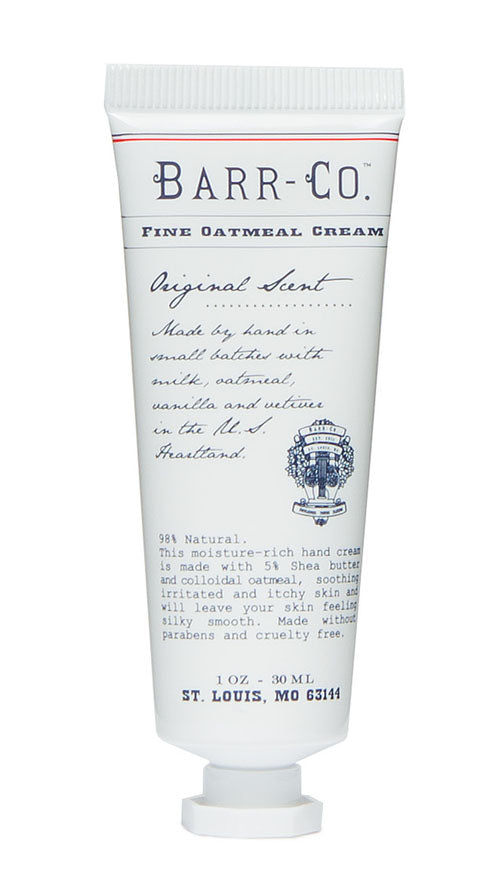 BARR-CO.™
FINE OATMEAL CREAM
Original Scent
Made by hand in
small batches with
milk, oatmeal,
vanilla and vetiver
in the U.S.
Heartland.
BARR-CO
98% Natural.
This moisture-rich hand cream
is made with 5% Shea butter
and colloidal oatmeal, soothing
irritated and itchy skin and
will leave your skin feeling
silky smooth. Made without
parabens and cruelty free.
1 OZ - 30 ML
ST. LOUIS, MO 63144